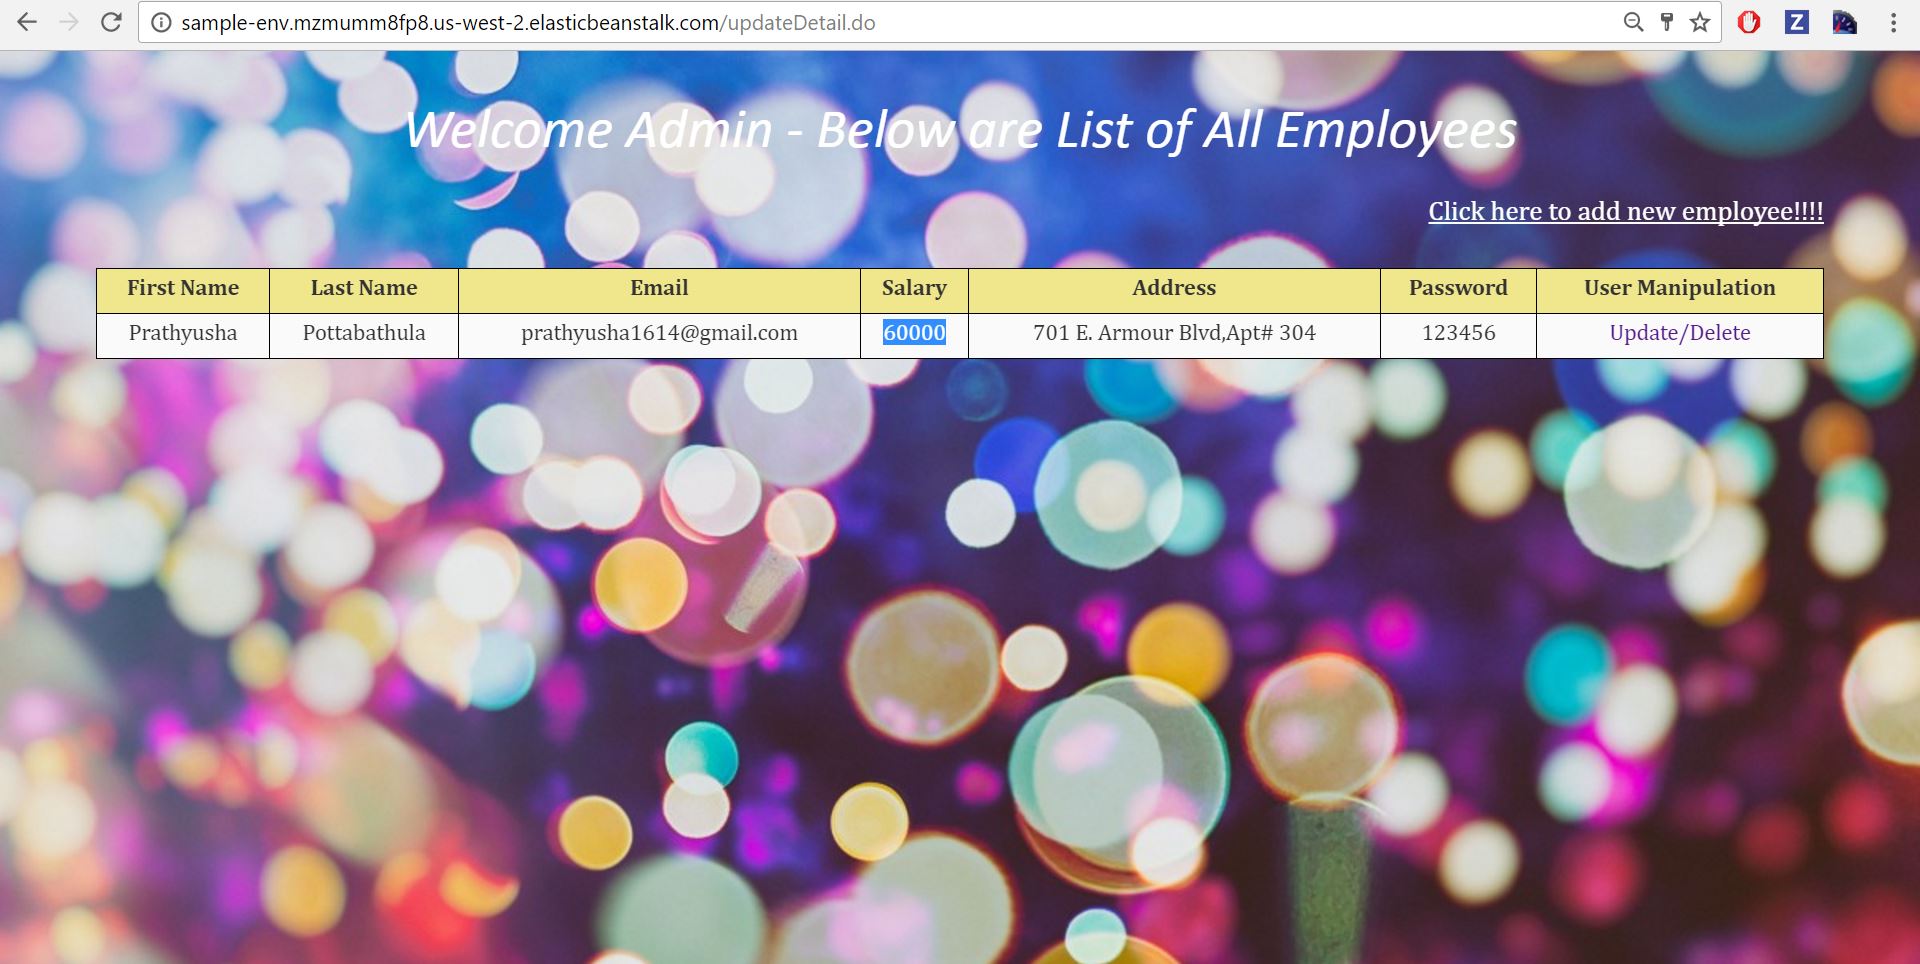 sample-env.mzmumm8fp8.us-west-2.elasticbeanstalk.com/updateDetail.do
Z
Welcome Admin - Below are List of All Employees
Click here to add new employee!!!!
First Name Last Name Email Salary Address Password User Manipulation
Prathyusha Pottabathula prathyusha1614@gmail.com 60000 701 E. Armour Blvd,Apt# 304 123456 Update/Delete